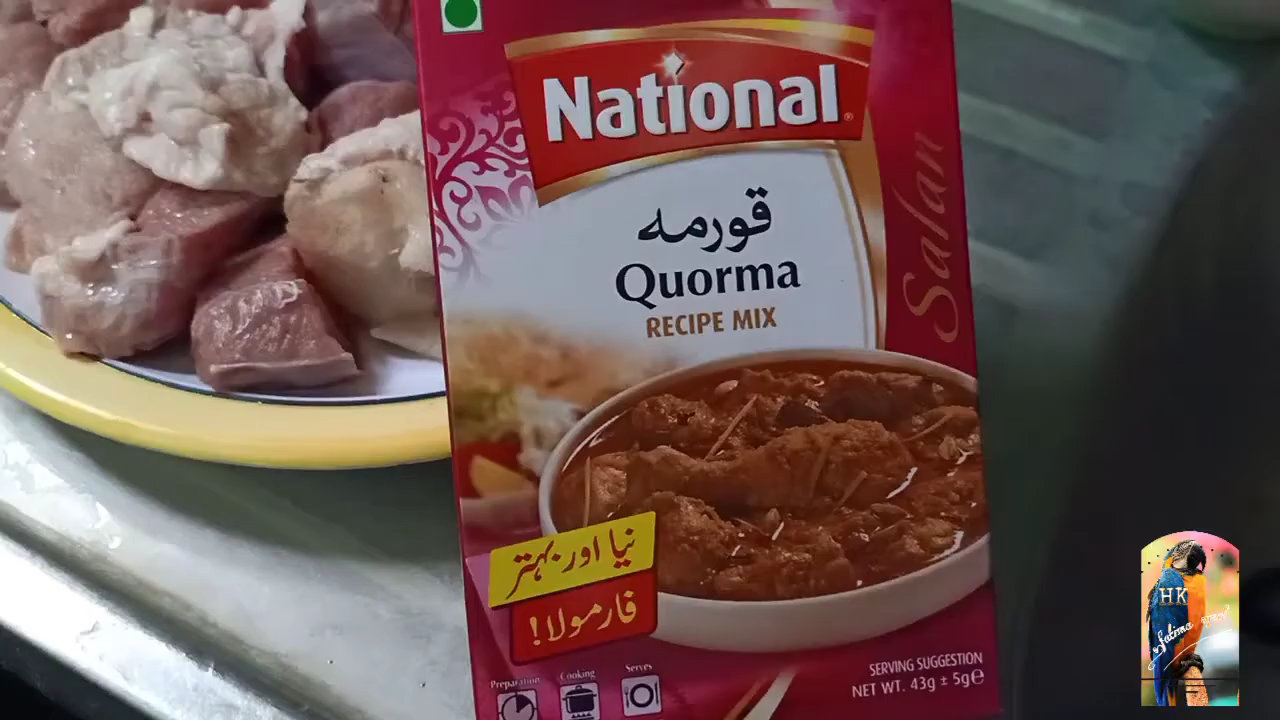 National
قورمہ
Quorma
RECIPE MIX
Salan
نیا اور بہتر
فارمولا!
Preparation
Cooking
Serves
SERVING SUGGESTION
NET WT. 43g ± 5g℮
HK
Fatima